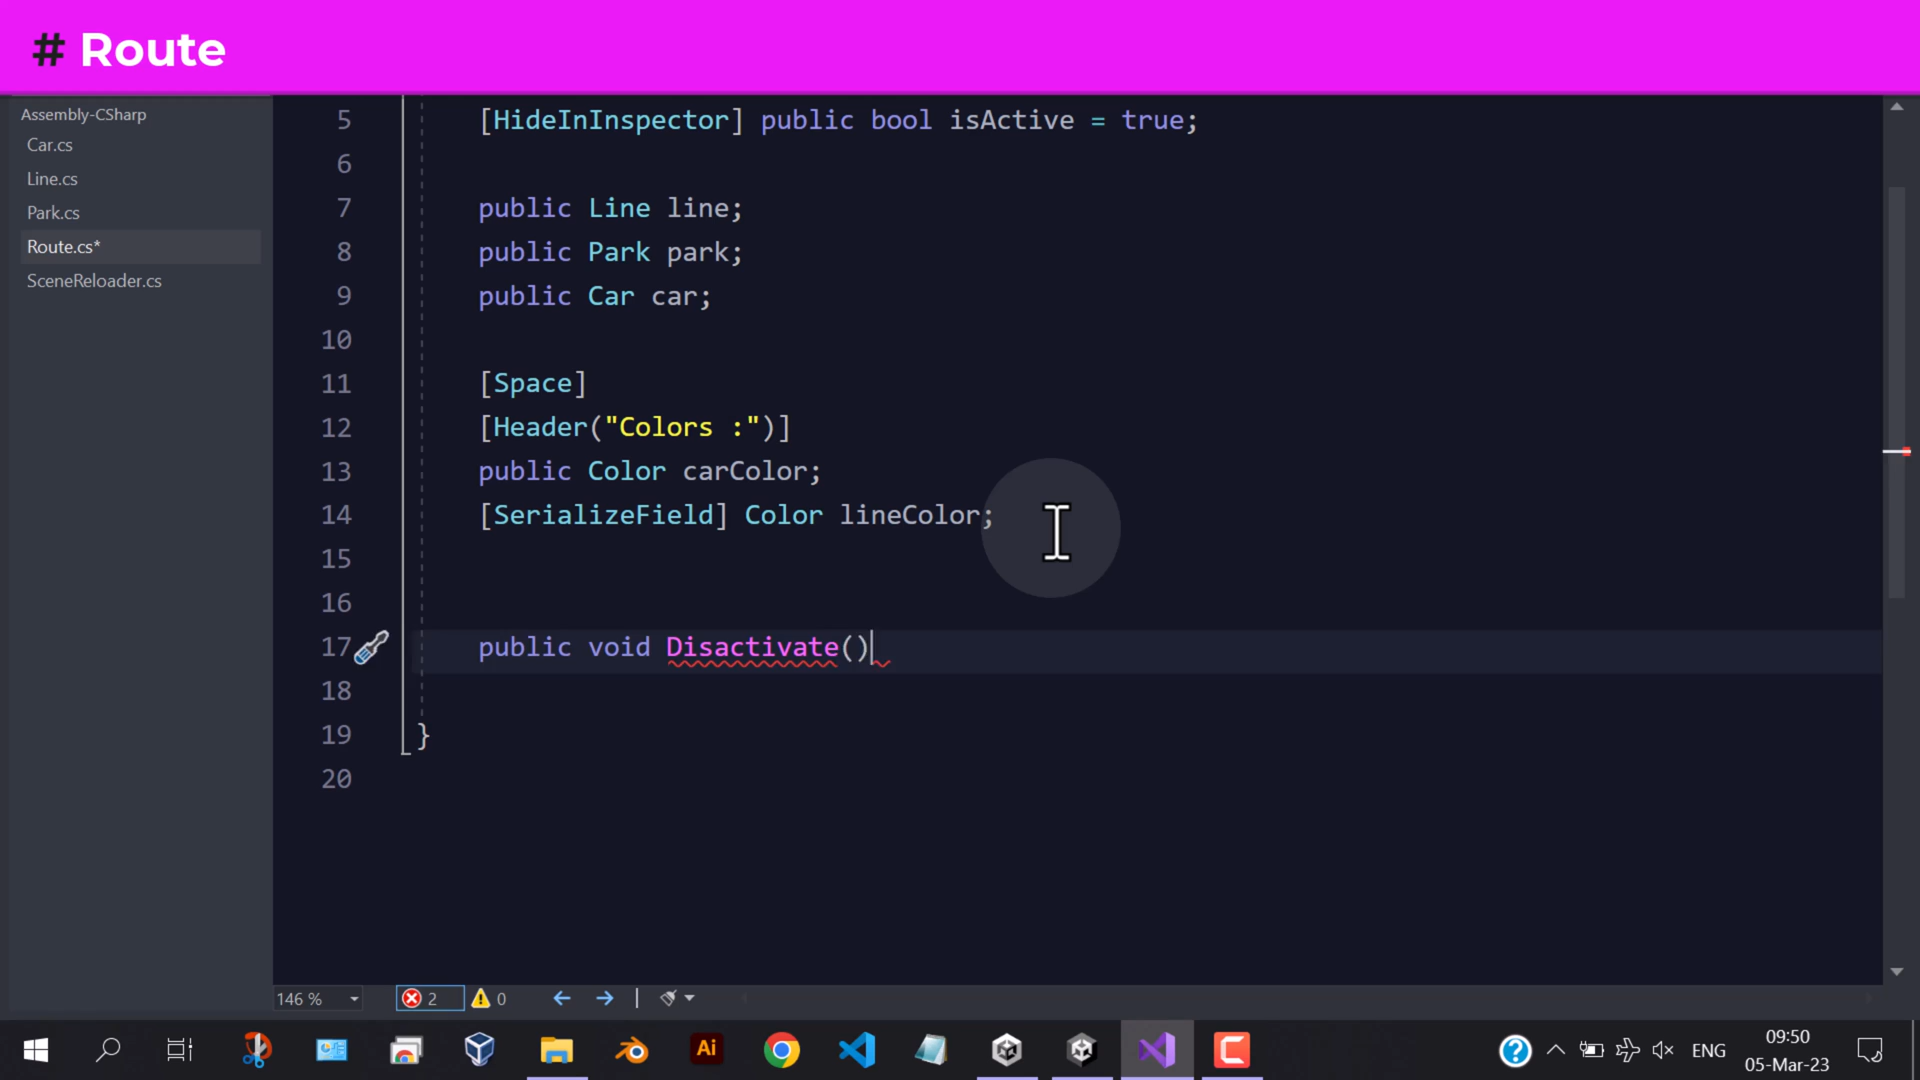 # Route
Assembly-CSharp
Car.cs
Line.cs
Park.cs
Route.cs*
SceneReloader.cs
5 [HideInInspector] public bool isActive = true;
6
7 public Line line;
8 public Park park;
9 public Car car;
10
11 [Space]
12 [Header("Colors :")]
13 public Color carColor;
14 [SerializeField] Color lineColor;
15
16
17 public void Disactivate()
18
19 }
20
146 % 2 0
Ai ENG 09:50
05-Mar-23